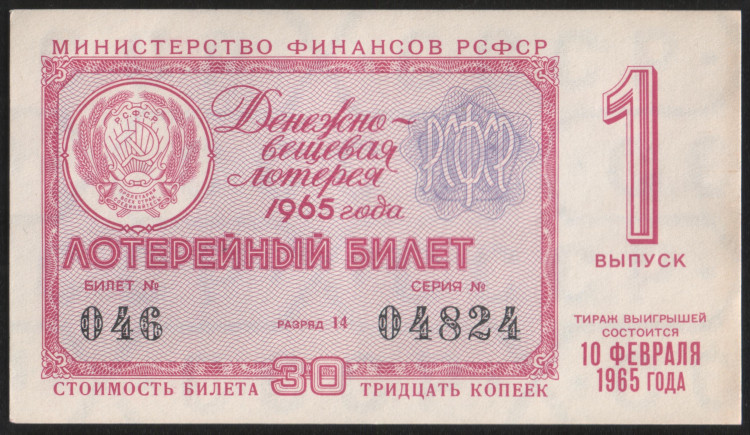 МИНИСТЕРСТВО ФИНАНСОВ РСФСР
РСФСР
Денежно-
вещевая
лотерея
1965 года
РСФСР
ЛОТЕРЕЙНЫЙ БИЛЕТ
БИЛЕТ №
СЕРИЯ №
046
РАЗРЯД 14
04824
СТОИМОСТЬ БИЛЕТА 30 ТРИДЦАТЬ КОПЕЕК
1
ВЫПУСК
ТИРАЖ ВЫИГРЫШЕЙ
СОСТОИТСЯ
10 ФЕВРАЛЯ
1965 ГОДА